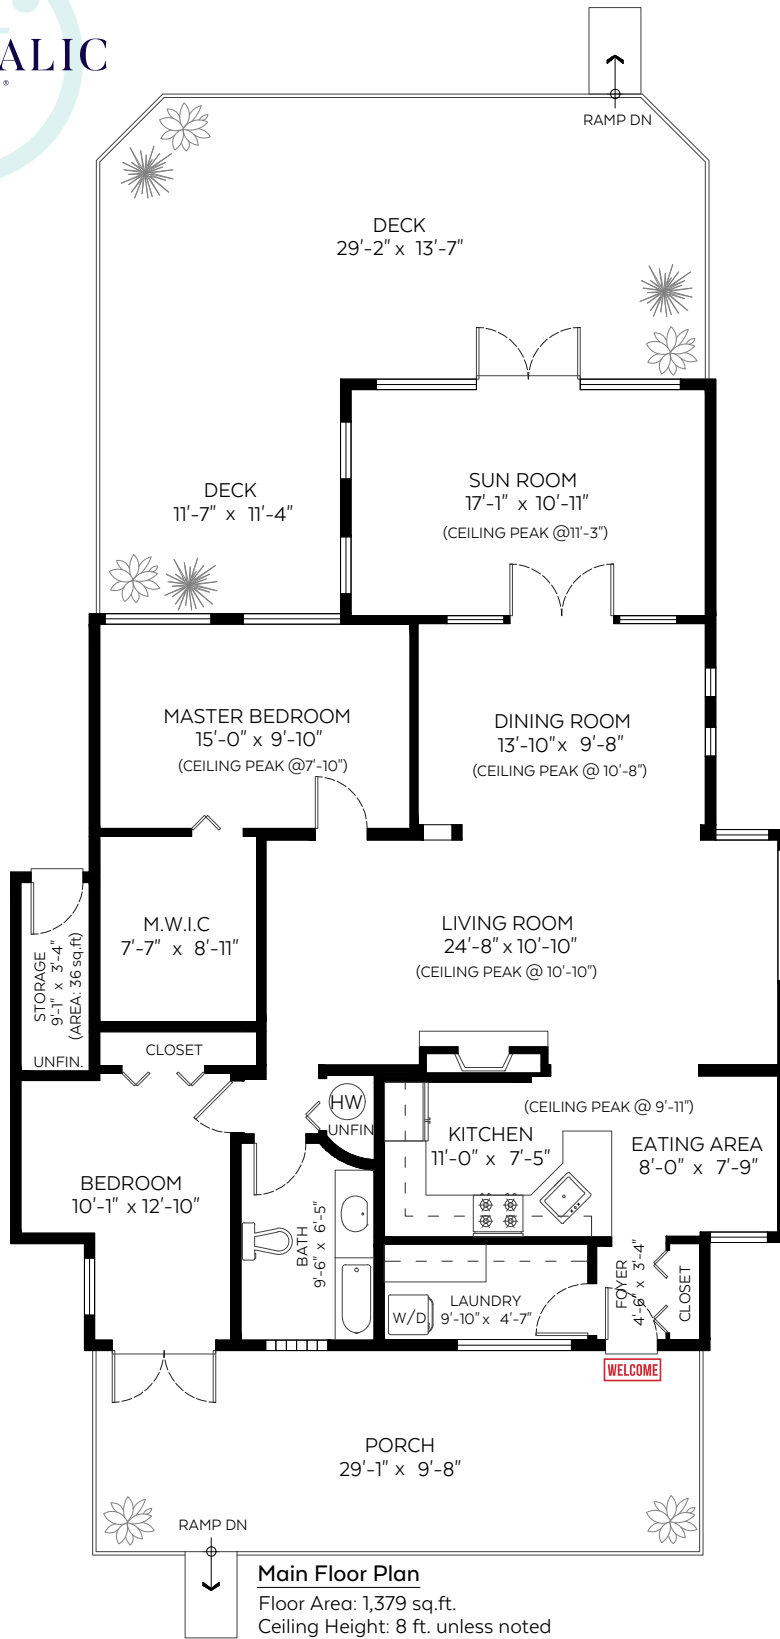 ALIC
®
RAMP DN
DECK
29'-2" x 13'-7"
SUN ROOM
17'-1" x 10'-11"
(CEILING PEAK @11'-3")
DECK
11'-7" x 11'-4"
MASTER BEDROOM
15'-0" x 9'-10"
(CEILING PEAK @7'-10")
DINING ROOM
13'-10" x 9'-8"
(CEILING PEAK @ 10'-8")
M.W.I.C
7'-7" x 8'-11"
LIVING ROOM
24'-8" x 10'-10"
(CEILING PEAK @ 10'-10")
STORAGE
9'-1" x 3'-4"
(AREA: 36 sq.ft)
UNFIN.
CLOSET
HW
UNFIN
(CEILING PEAK @ 9'-11")
KITCHEN
11'-0" x 7'-5"
EATING AREA
8'-0" x 7'-9"
BEDROOM
10'-1" x 12'-10"
BATH
9'-6" x 6'-5"
FOYER
4'-6" x 3'-4"
CLOSET
LAUNDRY
9'-10" x 4'-7"
W/D
WELCOME
PORCH
29'-1" x 9'-8"
RAMP DN
Main Floor Plan
Floor Area: 1,379 sq.ft.
Ceiling Height: 8 ft. unless noted